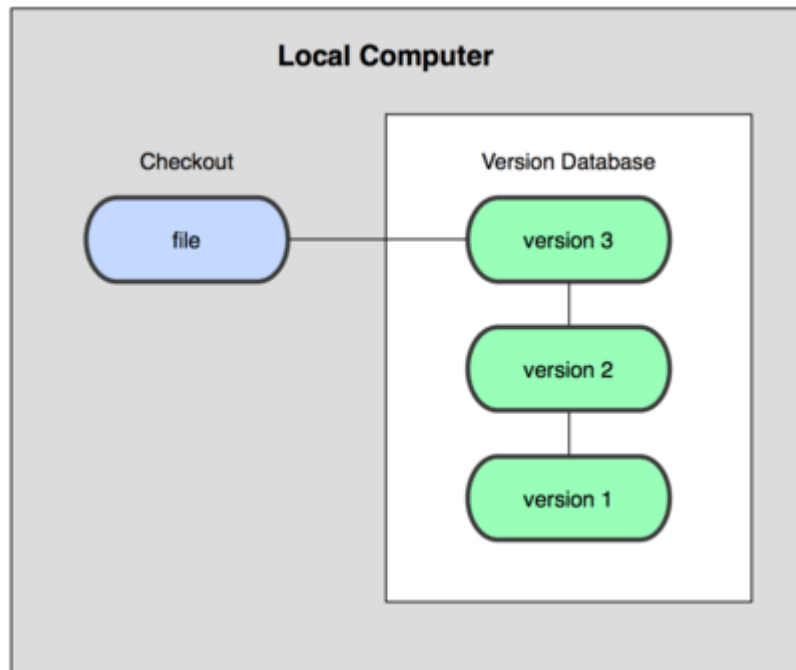 Local Computer
Checkout
Version Database
file
version 3
version 2
version 1